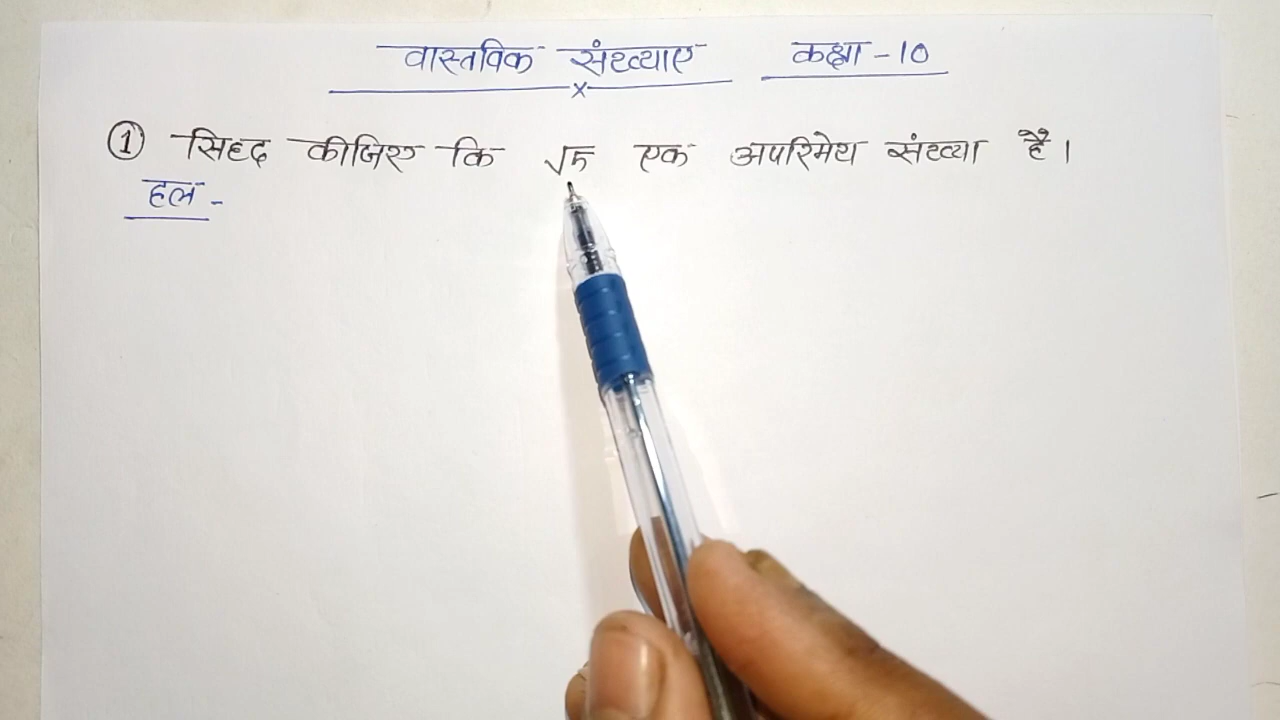 वास्तविक संख्याए कक्षा - 10
① सिद्ध कीजिए कि √5 एक अपरिमेय संख्या है।
हल -